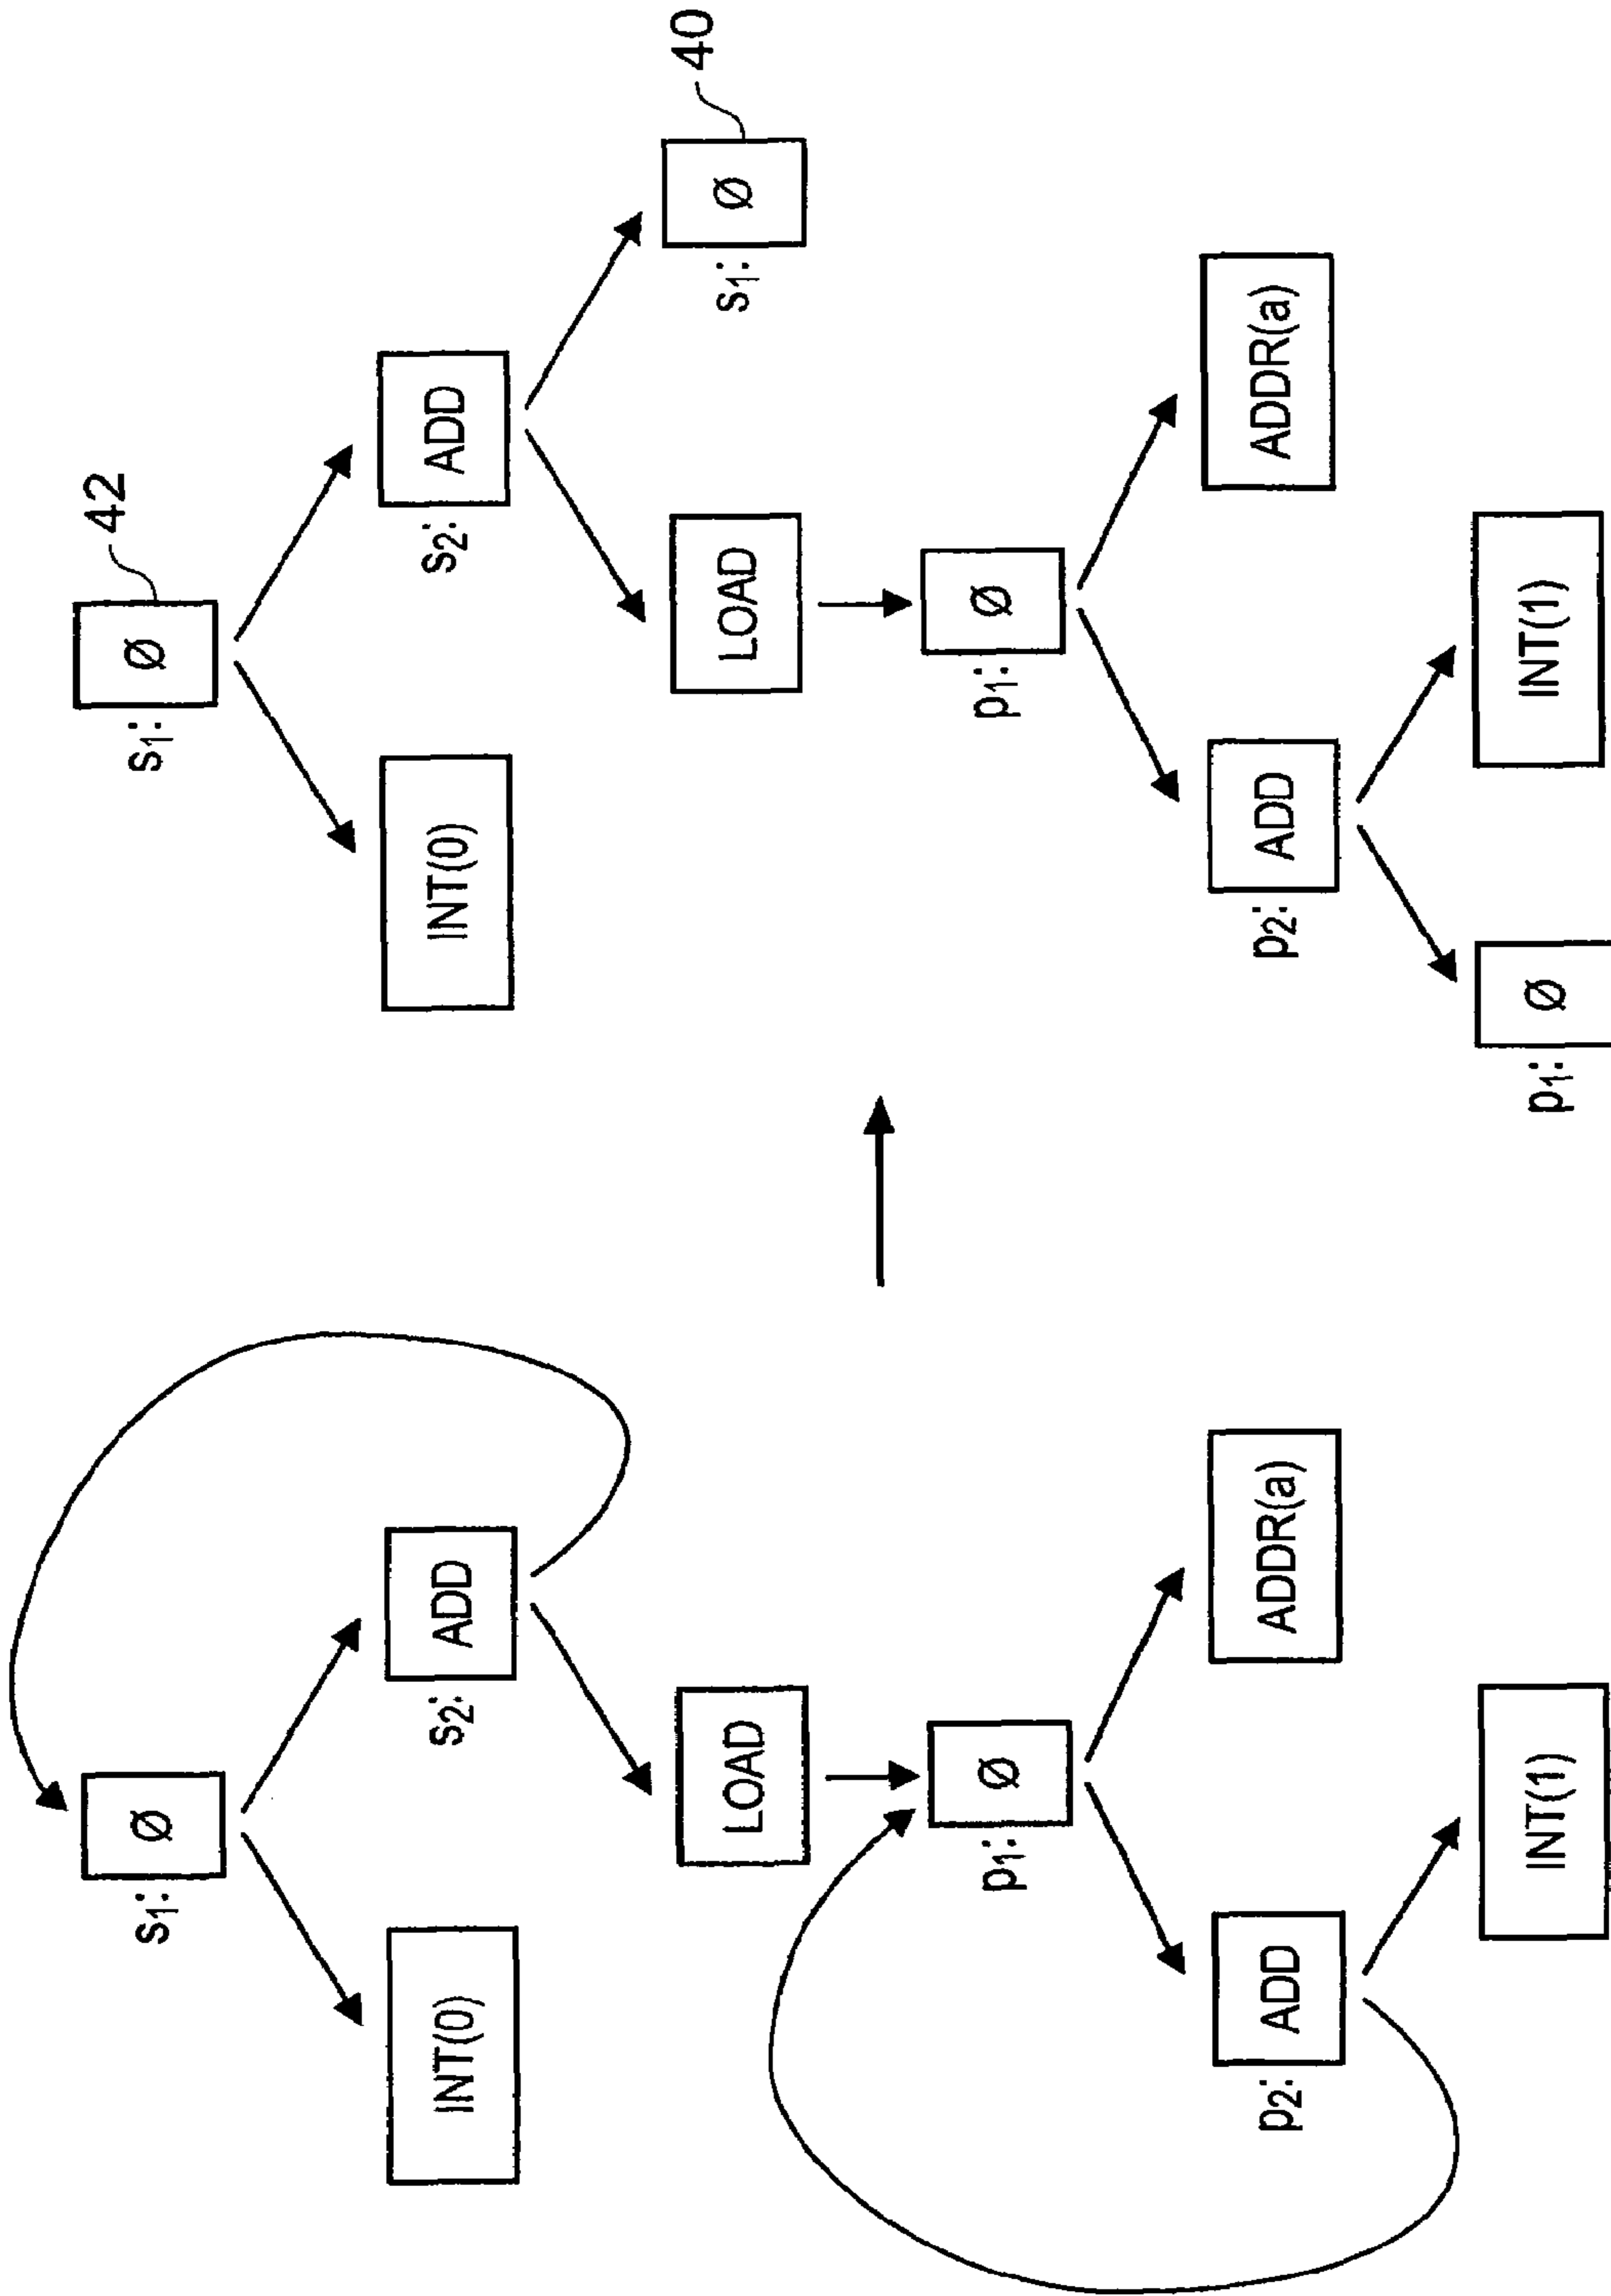 s1: Ø
INT(0)
s2: ADD
LOAD
p1: Ø
p2: ADD
ADDR(a)
INT(1)
s1: Ø
42
INT(0)
s2: ADD
LOAD
s1: Ø
40
p1: Ø
p2: ADD
ADDR(a)
p1: Ø
INT(1)